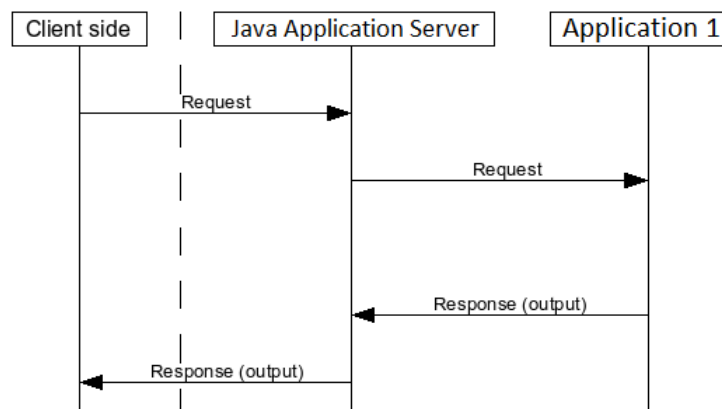 Client side
Java Application Server
Application 1
Request
Request
Response (output)
Response (output)